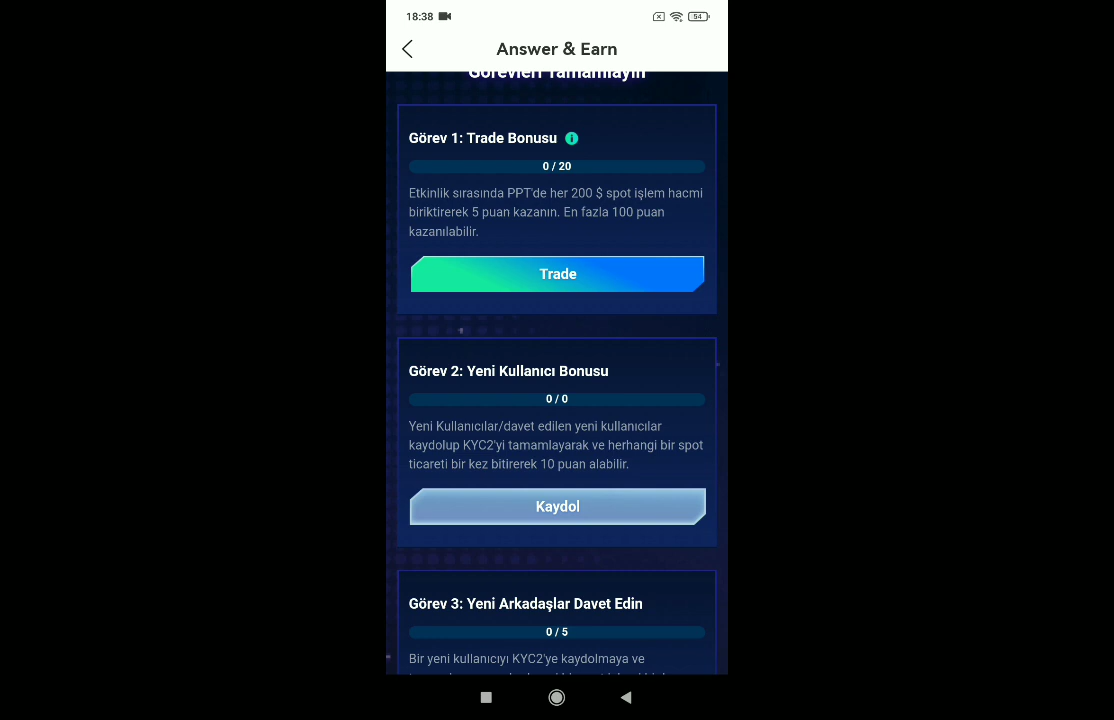 18:38
54
Answer & Earn
Görevleri Tamamlayın
Görev 1: Trade Bonusu
0 / 20
Etkinlik sırasında PPT'de her 200 $ spot işlem hacmi
biriktirerek 5 puan kazanın. En fazla 100 puan
kazanılabilir.
Trade
Görev 2: Yeni Kullanıcı Bonusu
0 / 0
Yeni Kullanıcılar/davet edilen yeni kullanıcılar
kaydolup KYC2'yi tamamlayarak ve herhangi bir spot
ticareti bir kez bitirerek 10 puan alabilir.
Kaydol
Görev 3: Yeni Arkadaşlar Davet Edin
0 / 5
Bir yeni kullanıcıyı KYC2'ye kaydolmaya ve